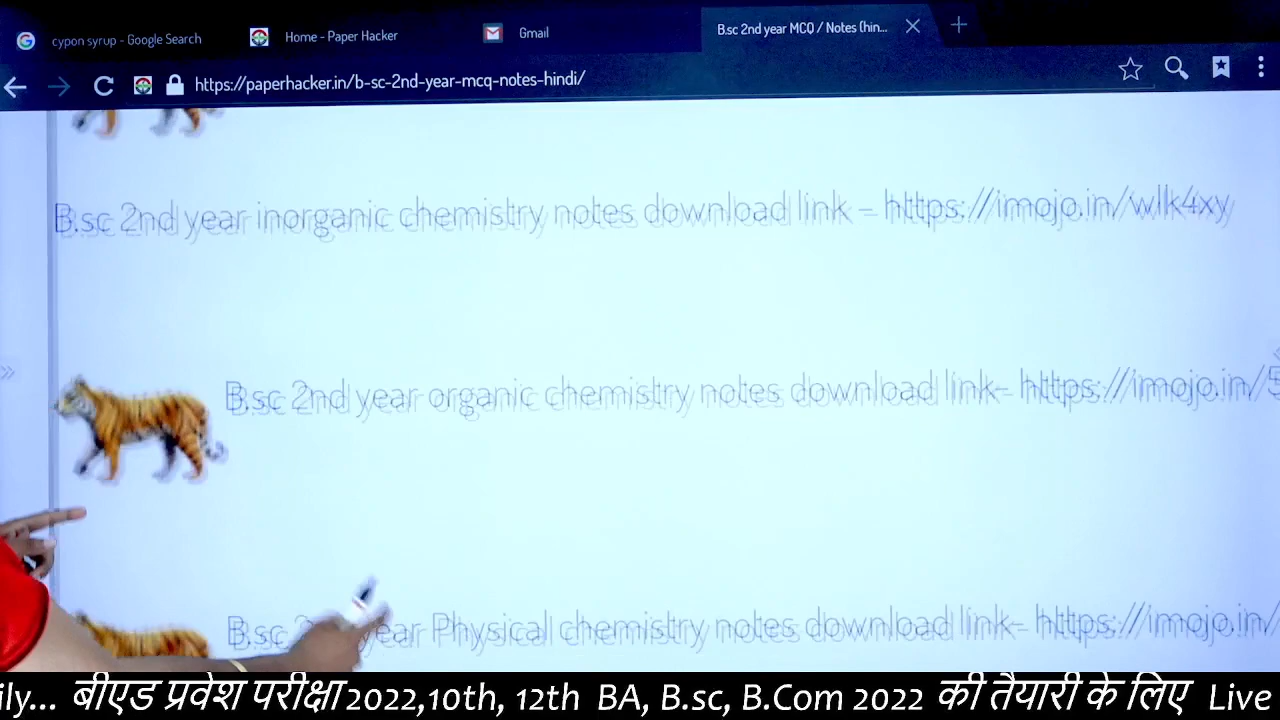 cypon syrup - Google Search
Home - Paper Hacker
Gmail
B.sc 2nd year MCQ / Notes (hin...
https://paperhacker.in/b-sc-2nd-year-mcq-notes-hindi/
B.sc 2nd year inorganic chemistry notes download link – https://imojo.in/wlk4xy
B.sc 2nd year organic chemistry notes download link- https://imojo.in/5
B.sc year Physical chemistry notes download link- https://imojo.in/
ily... बीएड प्रवेश परीक्षा 2022,10th, 12th BA, B.sc, B.Com 2022 की तैयारी के लिए Live